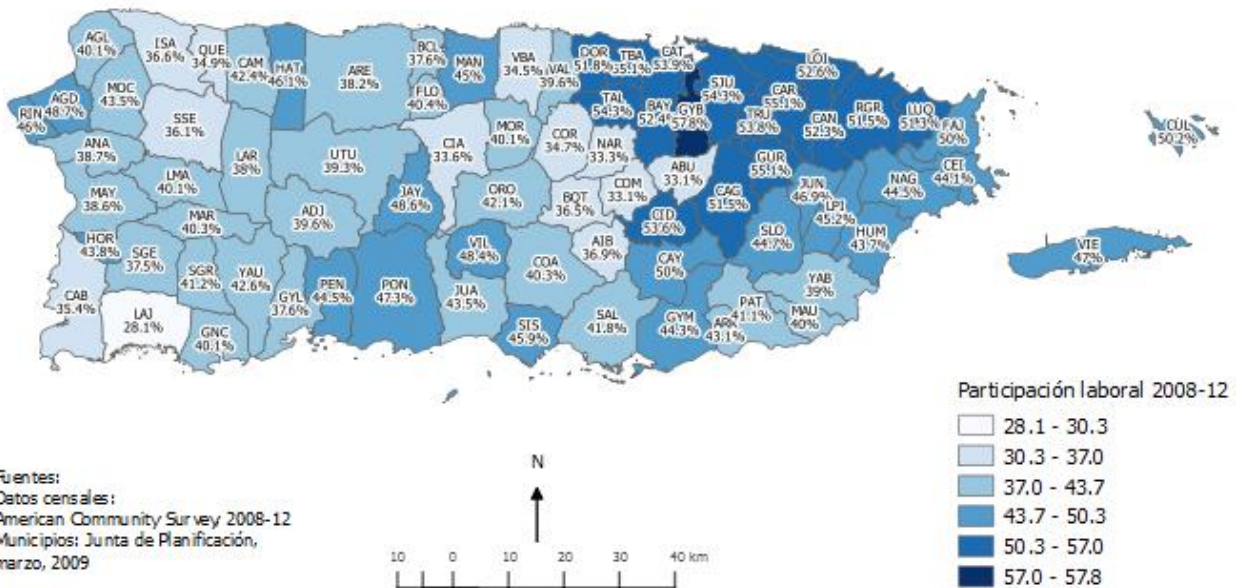 AGL
40.1%
ISA
36.6%
QUE
34.9%
CAM
42.4%
HAT
46.1%
ARE
38.2%
BCL
37.6%
MAN
45%
VBA
34.5%
VAL
39.6%
DOR
51.8%
TBA
55.1%
CAT
53.9%
LOI
52.6%
MOC
43.5%
FLO
40.4%
TAL
54.3%
BAY
52.4%
GYB
57.8%
SJU
54.3%
CAR
55.1%
TRU
53.8%
CAN
52.3%
RGR
51.5%
LUQ
51.3%
FAJ
50%
CUL
50.2%
RIN
46%
AGD
48.7%
SSE
36.1%
ANA
38.7%
LAR
38%
UTU
39.3%
CIA
33.6%
MOR
40.1%
COR
34.7%
NAR
33.3%
ABU
33.1%
GUR
55.1%
CEI
44.1%
NAG
44.5%
LMA
40.1%
MAY
38.6%
MAR
40.3%
ADJ
39.6%
JAY
48.6%
ORO
42.1%
BQT
36.5%
COM
33.1%
CID
53.6%
CAG
51.5%
JUN
46.9%
LPI
45.2%
HUM
43.7%
SLO
44.7%
HOR
43.8%
SGE
37.5%
SGR
41.2%
YAU
42.6%
GYL
37.6%
PEN
44.5%
PON
47.3%
VIL
48.4%
JUA
43.5%
COA
40.3%
AIB
36.9%
CAY
50%
YAB
39%
VIE
47%
CAB
35.4%
LAJ
28.1%
GNC
40.1%
SIS
45.9%
SAL
41.8%
GYM
44.3%
ARR
43.1%
PAT
41.1%
MAU
40%
Participación laboral 2008-12
28.1 - 30.3
30.3 - 37.0
37.0 - 43.7
43.7 - 50.3
50.3 - 57.0
57.0 - 57.8
Fuentes:
Datos censales:
American Community Survey 2008-12
Municipios: Junta de Planificación,
marzo, 2009
N
10 0 10 20 30 40 km